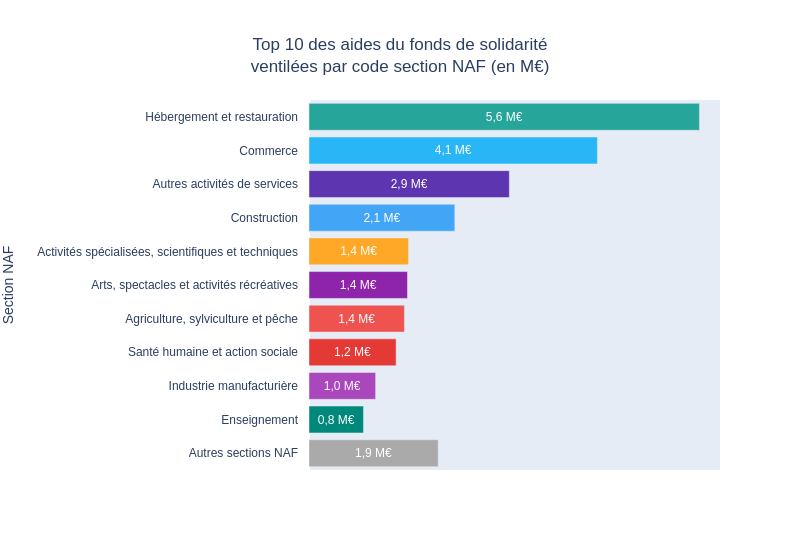 Top 10 des aides du fonds de solidarité
ventilées par code section NAF (en M€)
Section NAF
Hébergement et restauration 5,6 M€
Commerce 4,1 M€
Autres activités de services 2,9 M€
Construction 2,1 M€
Activités spécialisées, scientifiques et techniques 1,4 M€
Arts, spectacles et activités récréatives 1,4 M€
Agriculture, sylviculture et pêche 1,4 M€
Santé humaine et action sociale 1,2 M€
Industrie manufacturière 1,0 M€
Enseignement 0,8 M€
Autres sections NAF 1,9 M€